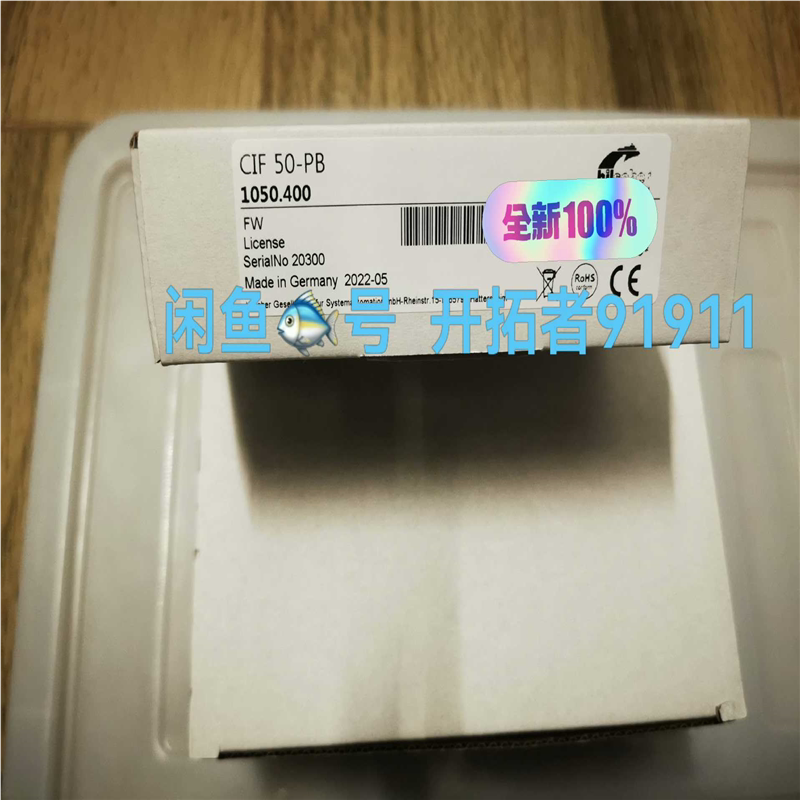 CIF 50-PB
1050.400
全新100%
FW
License
SerialNo 20300
Made in Germany 2022-05
RoHS
CE
闲鱼号 开拓者91911